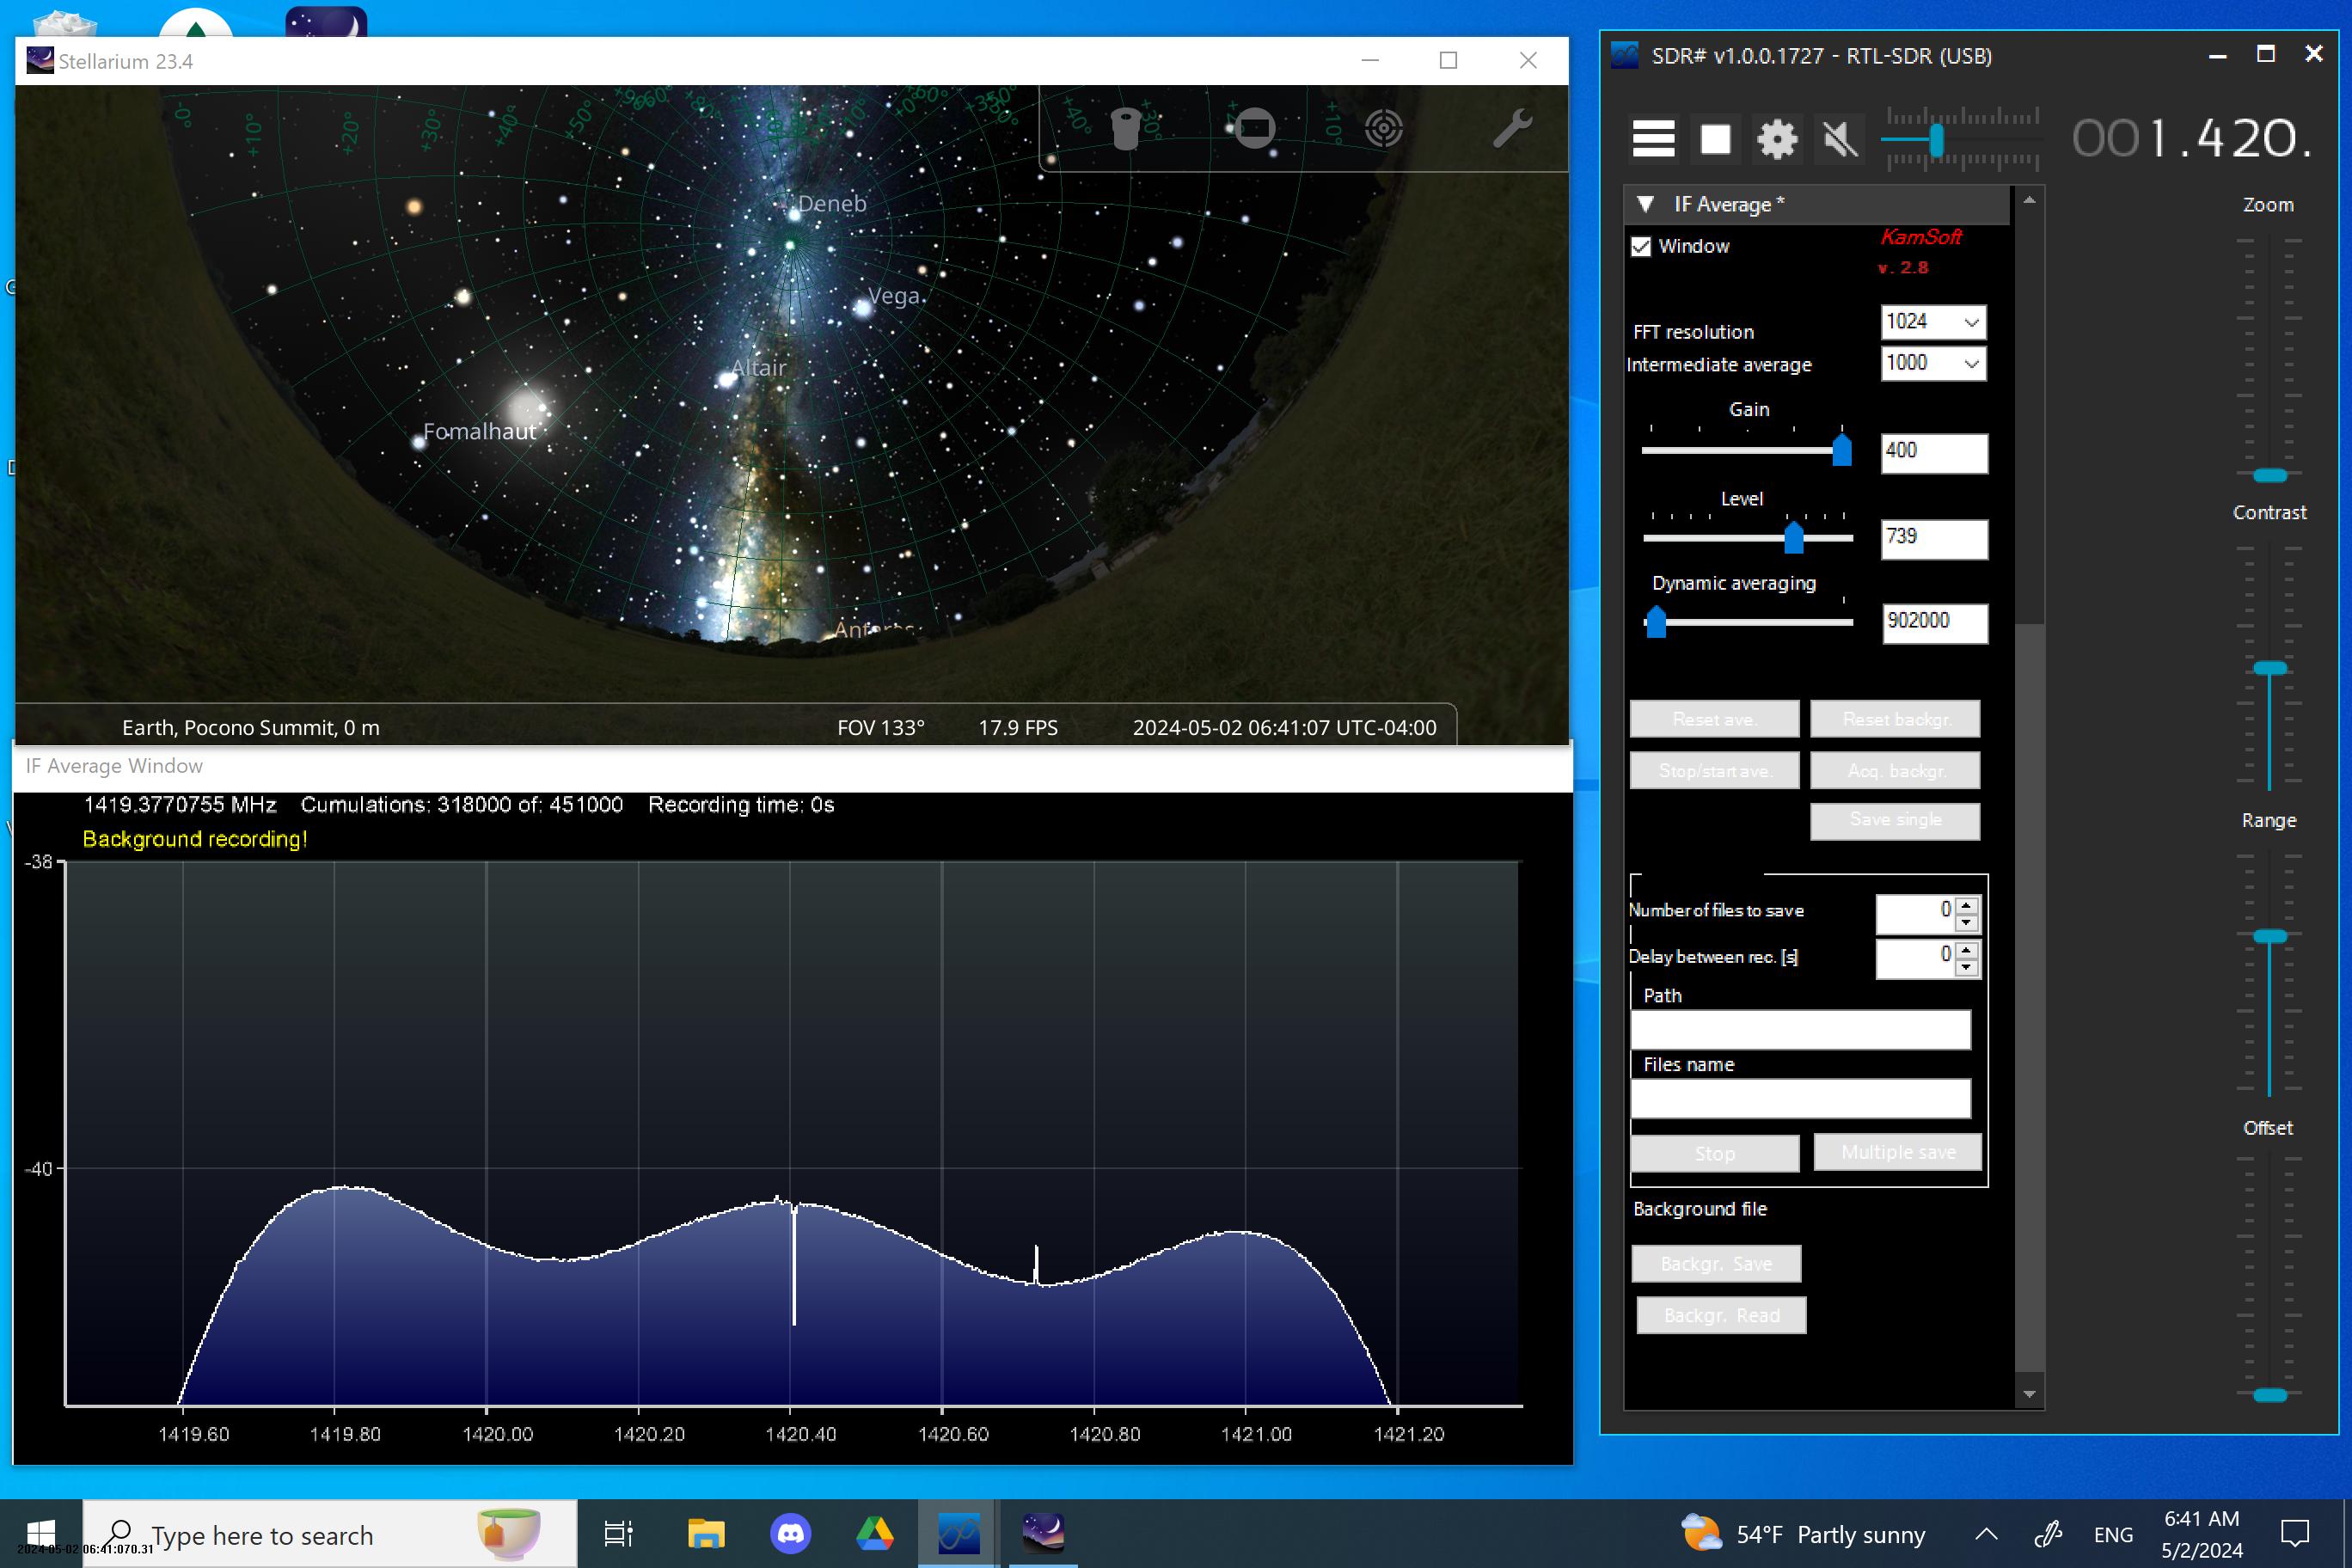 Stellarium 23.4
Deneb
Vega
Altair
Fomalhaut
Antares
Earth, Pocono Summit, 0 m FOV 133° 17.9 FPS 2024-05-02 06:41:07 UTC-04:00
IF Average Window
1419.3770755 MHz Cumulations: 318000 of: 451000 Recording time: 0s
Background recording!
-38
-40
1419.60 1419.80 1420.00 1420.20 1420.40 1420.60 1420.80 1421.00 1421.20
SDR# v1.0.0.1727 - RTL-SDR (USB)
001.420.
IF Average *
Window
KamSoft
v. 2.8
FFT resolution 1024
Intermediate average 1000
Gain
400
Level
739
Dynamic averaging
902000
Reset ave. Reset backgr.
Stop/start ave. Acq. backgr.
Save single
Number of files to save 0
Delay between rec. [s] 0
Path
Files name
Stop Multiple save
Background file
Backgr. Save
Backgr. Read
Zoom
Contrast
Range
Offset
Type here to search
2024-05-02 06:41:070.31
54°F Partly sunny
ENG
6:41 AM
5/2/2024